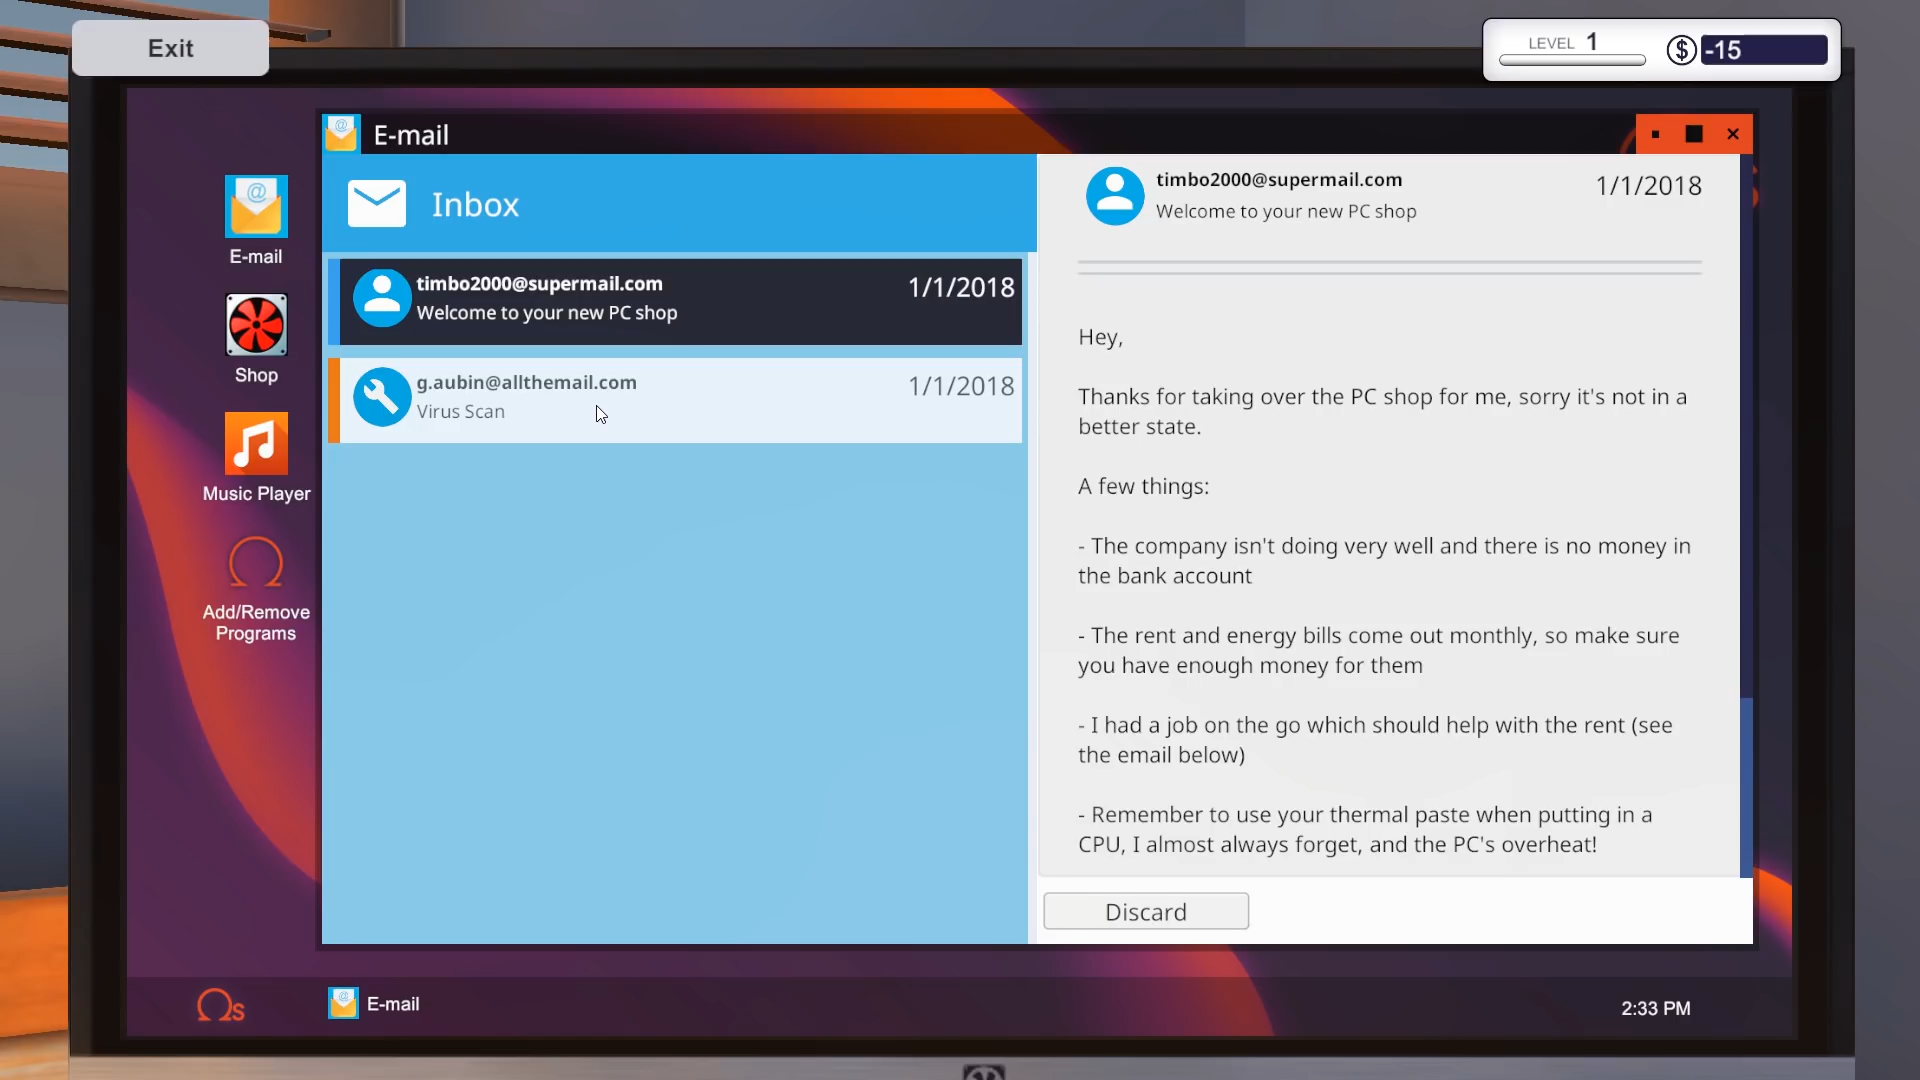 Exit
LEVEL 1
$ -15
E-mail
Inbox
E-mail
Shop
Music Player
Add/Remove
Programs
timbo2000@supermail.com
1/1/2018
Welcome to your new PC shop
g.aubin@allthemail.com
1/1/2018
Virus Scan
timbo2000@supermail.com
1/1/2018
Welcome to your new PC shop
Hey,
Thanks for taking over the PC shop for me, sorry it's not in a
better state.
A few things:
- The company isn't doing very well and there is no money in
the bank account
- The rent and energy bills come out monthly, so make sure
you have enough money for them
- I had a job on the go which should help with the rent (see
the email below)
- Remember to use your thermal paste when putting in a
CPU, I almost always forget, and the PC's overheat!
Discard
Ωs
E-mail
2:33 PM